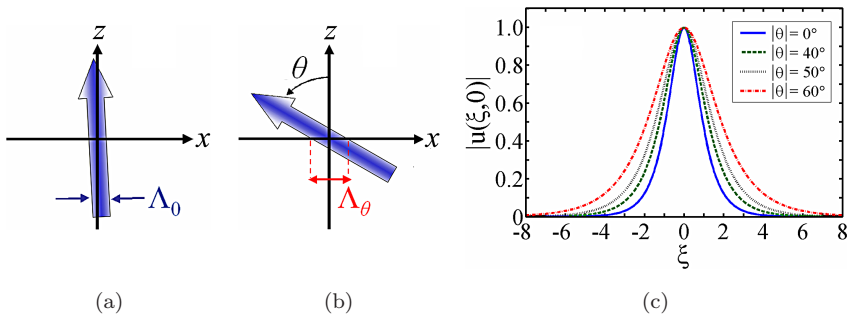 z
x
Λ0
(a)
z
θ
x
Λθ
(b)
|u(ξ,0)|
1.0
0.8
0.6
0.4
0.2
0
-8 -6 -4 -2 0 2 4 6 8
ξ
|θ|= 0°
|θ|= 40°
|θ|= 50°
|θ|= 60°
(c)